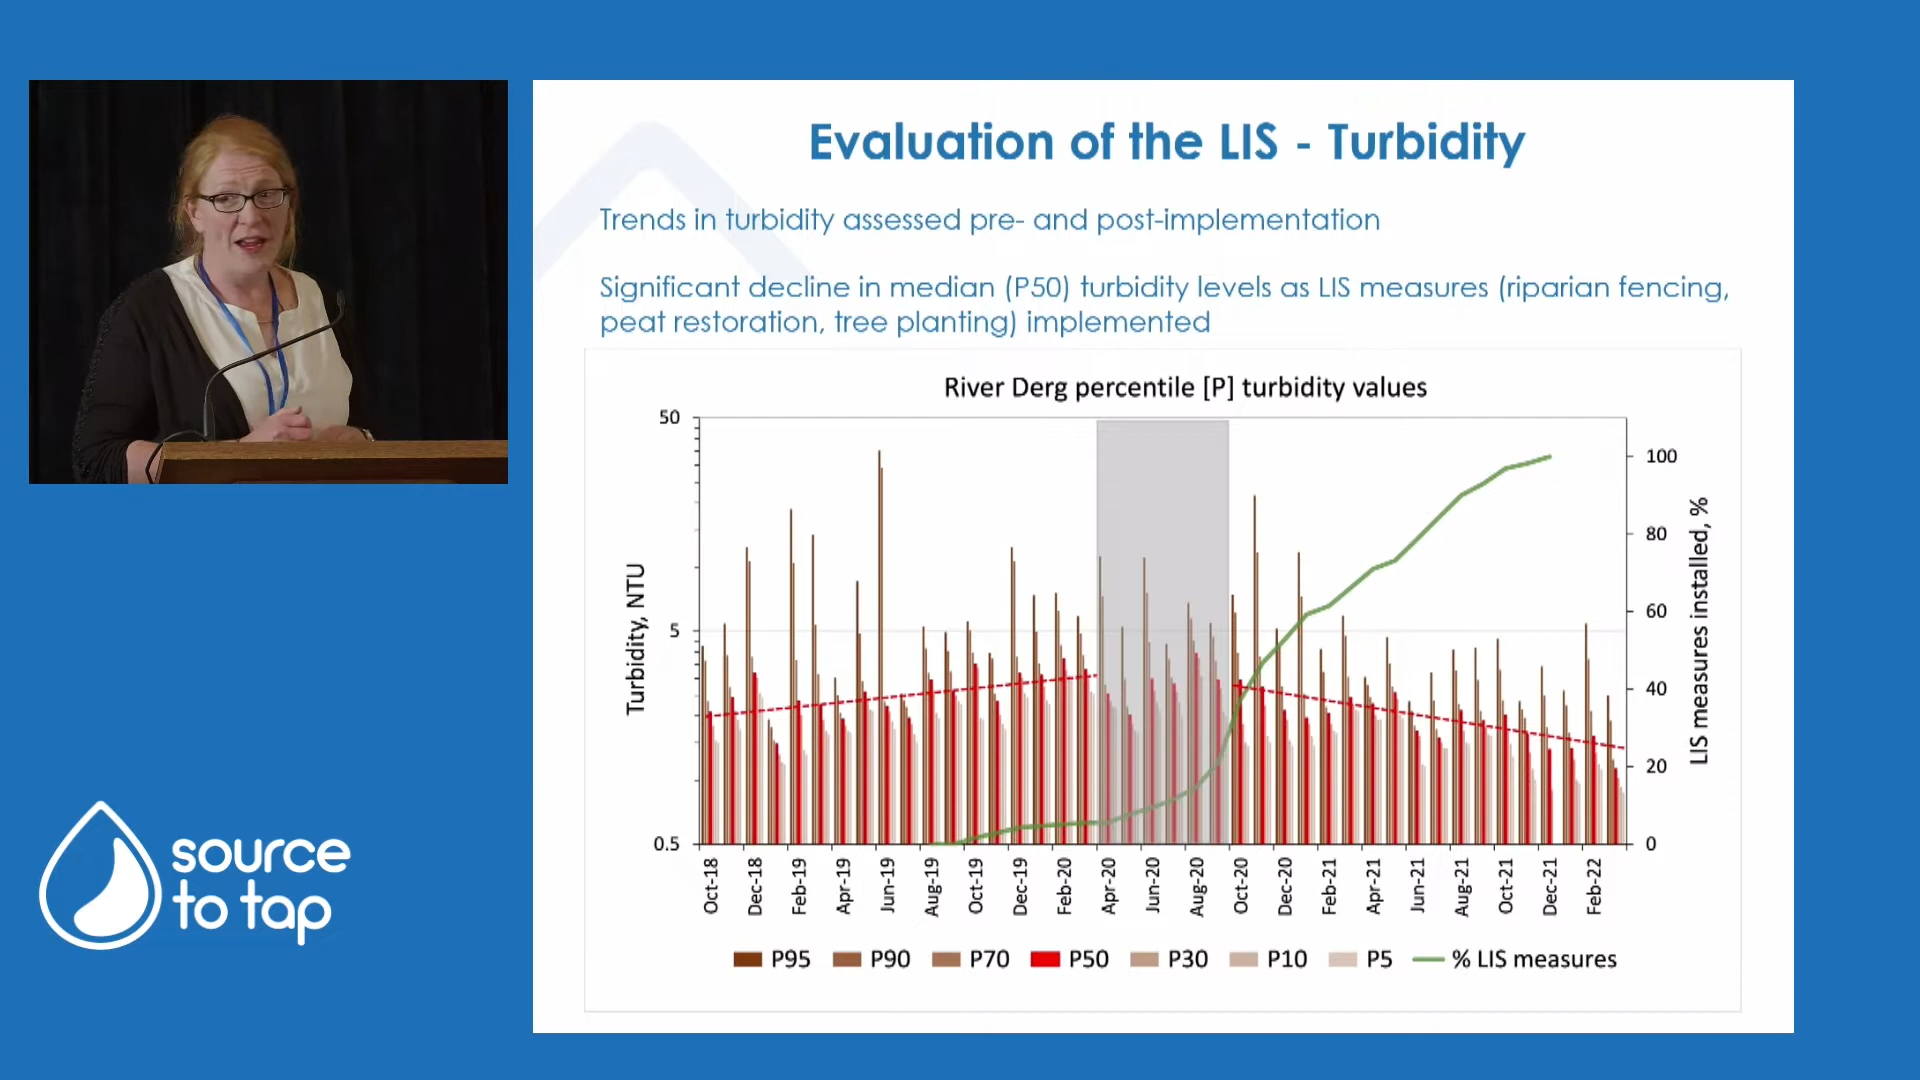 Evaluation of the LIS - Turbidity
Trends in turbidity assessed pre- and post-implementation
Significant decline in median (P50) turbidity levels as LIS measures (riparian fencing,
peat restoration, tree planting) implemented
River Derg percentile [P] turbidity values
50
5
0.5
Turbidity, NTU
100
80
60
40
20
0
LIS measures installed, %
Oct-18
Dec-18
Feb-19
Apr-19
Jun-19
Aug-19
Oct-19
Dec-19
Feb-20
Apr-20
Jun-20
Aug-20
Oct-20
Dec-20
Feb-21
Apr-21
Jun-21
Aug-21
Oct-21
Dec-21
Feb-22
P95 P90 P70 P50 P30 P10 P5 % LIS measures
source
to tap